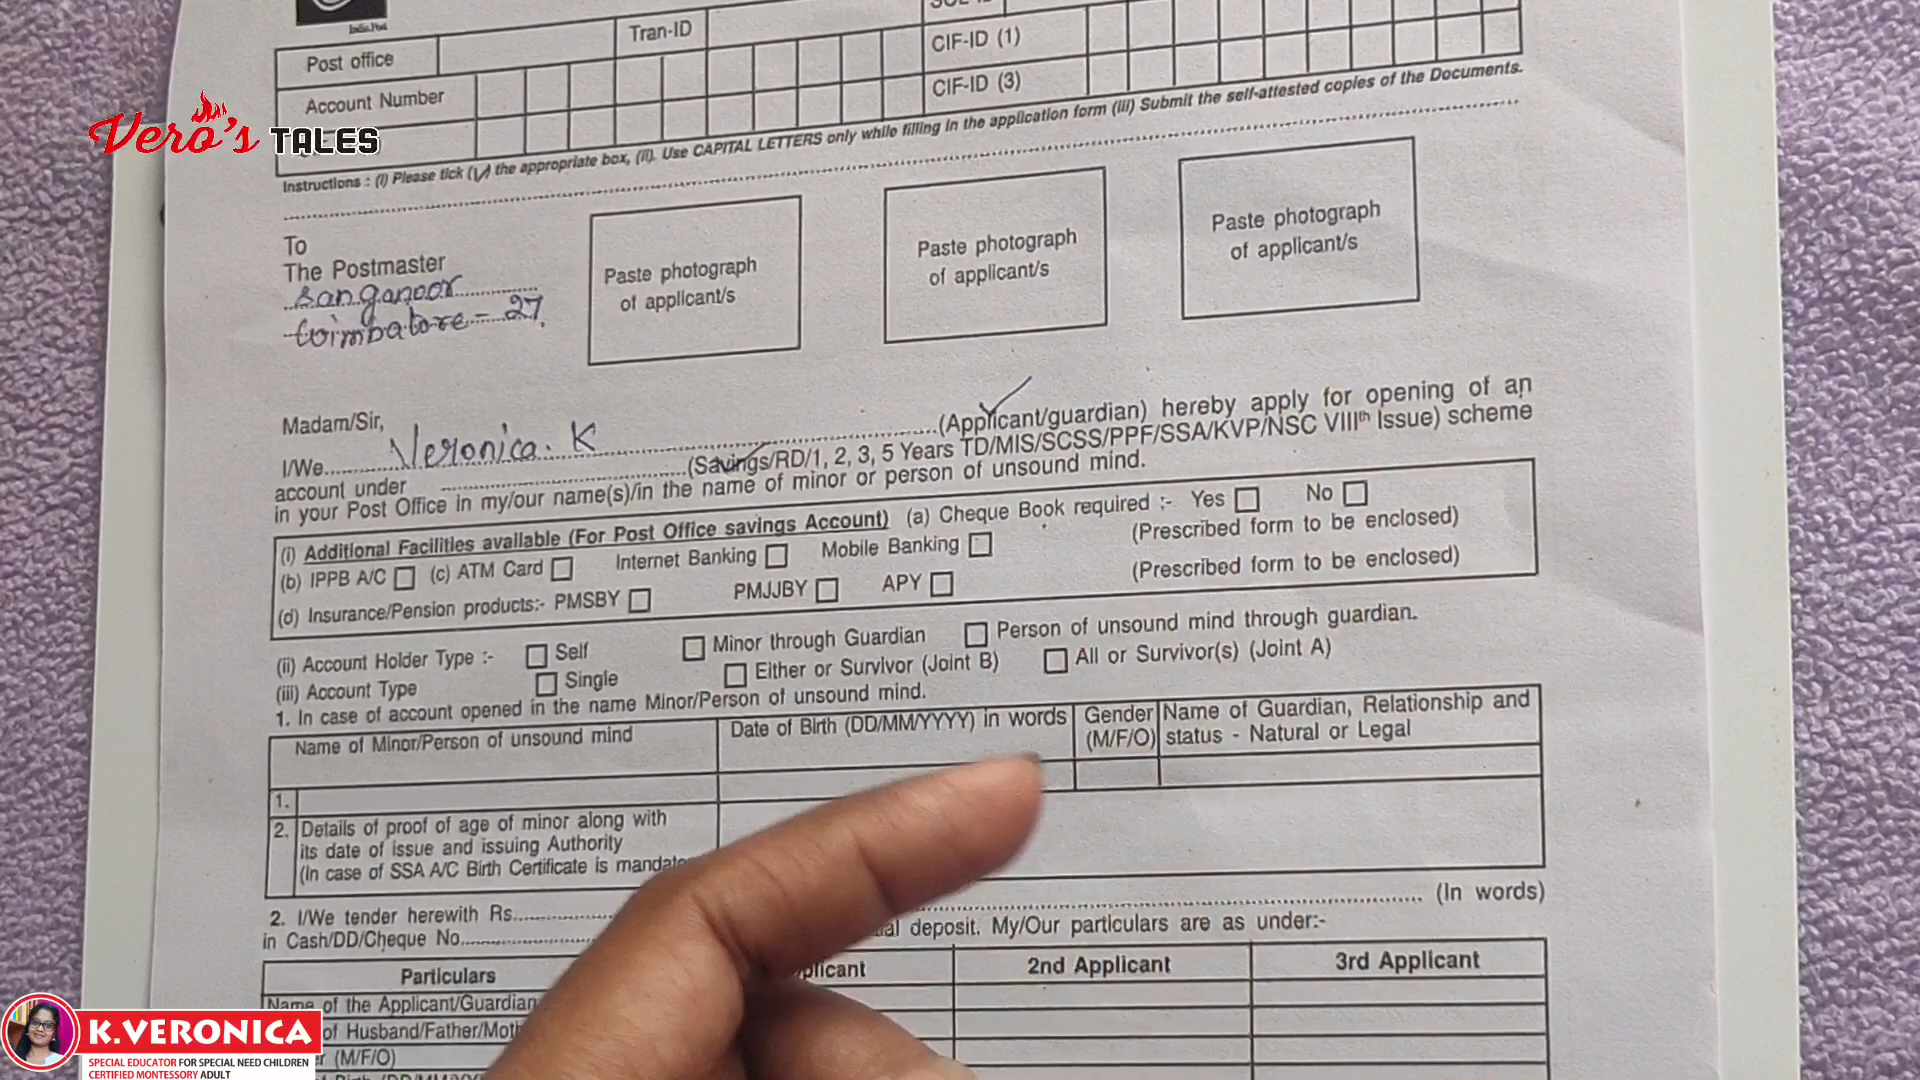 India Post
Post office
Tran-ID
CIF-ID (1)
Account Number
CIF-ID (3)
Vero's TALES
Instructions : (i) Please tick (✓) the appropriate box, (ii). Use CAPITAL LETTERS only while filling in the application form (iii) Submit the self-attested copies of the Documents.
To
The Postmaster
Sanganoor
Coimbatore - 27.
Paste photograph
of applicant/s
Paste photograph
of applicant/s
Paste photograph
of applicant/s
Madam/Sir,
I/We Veronica. K (Applicant/guardian) hereby apply for opening of an
account under (Savings/RD/1, 2, 3, 5 Years TD/MIS/SCSS/PPF/SSA/KVP/NSC VIIIth Issue) scheme
in your Post Office in my/our name(s)/in the name of minor or person of unsound mind.
(i) Additional Facilities available (For Post Office savings Account) (a) Cheque Book required :- Yes No
(b) IPPB A/C (c) ATM Card Internet Banking Mobile Banking (Prescribed form to be enclosed)
(d) Insurance/Pension products:- PMSBY PMJJBY APY (Prescribed form to be enclosed)
(ii) Account Holder Type :- Self Minor through Guardian Person of unsound mind through guardian.
(iii) Account Type Single Either or Survivor (Joint B) All or Survivor(s) (Joint A)
1. In case of account opened in the name Minor/Person of unsound mind.
Name of Minor/Person of unsound mind
Date of Birth (DD/MM/YYYY) in words
Gender
(M/F/O)
Name of Guardian, Relationship and
status - Natural or Legal
1.
2. Details of proof of age of minor along with
its date of issue and issuing Authority
(In case of SSA A/C Birth Certificate is
2. I/We tender herewith Rs. (In words)
in Cash/DD/Cheque No. deposit. My/Our particulars are as under:-
Particulars
2nd Applicant
3rd Applicant
Name of the Applicant/Guardian
of Husband/Father/
(M/F/O)
K.VERONICA
SPECIAL EDUCATOR FOR SPECIAL NEED CHILDREN
CERTIFIED MONTESSORY ADULT